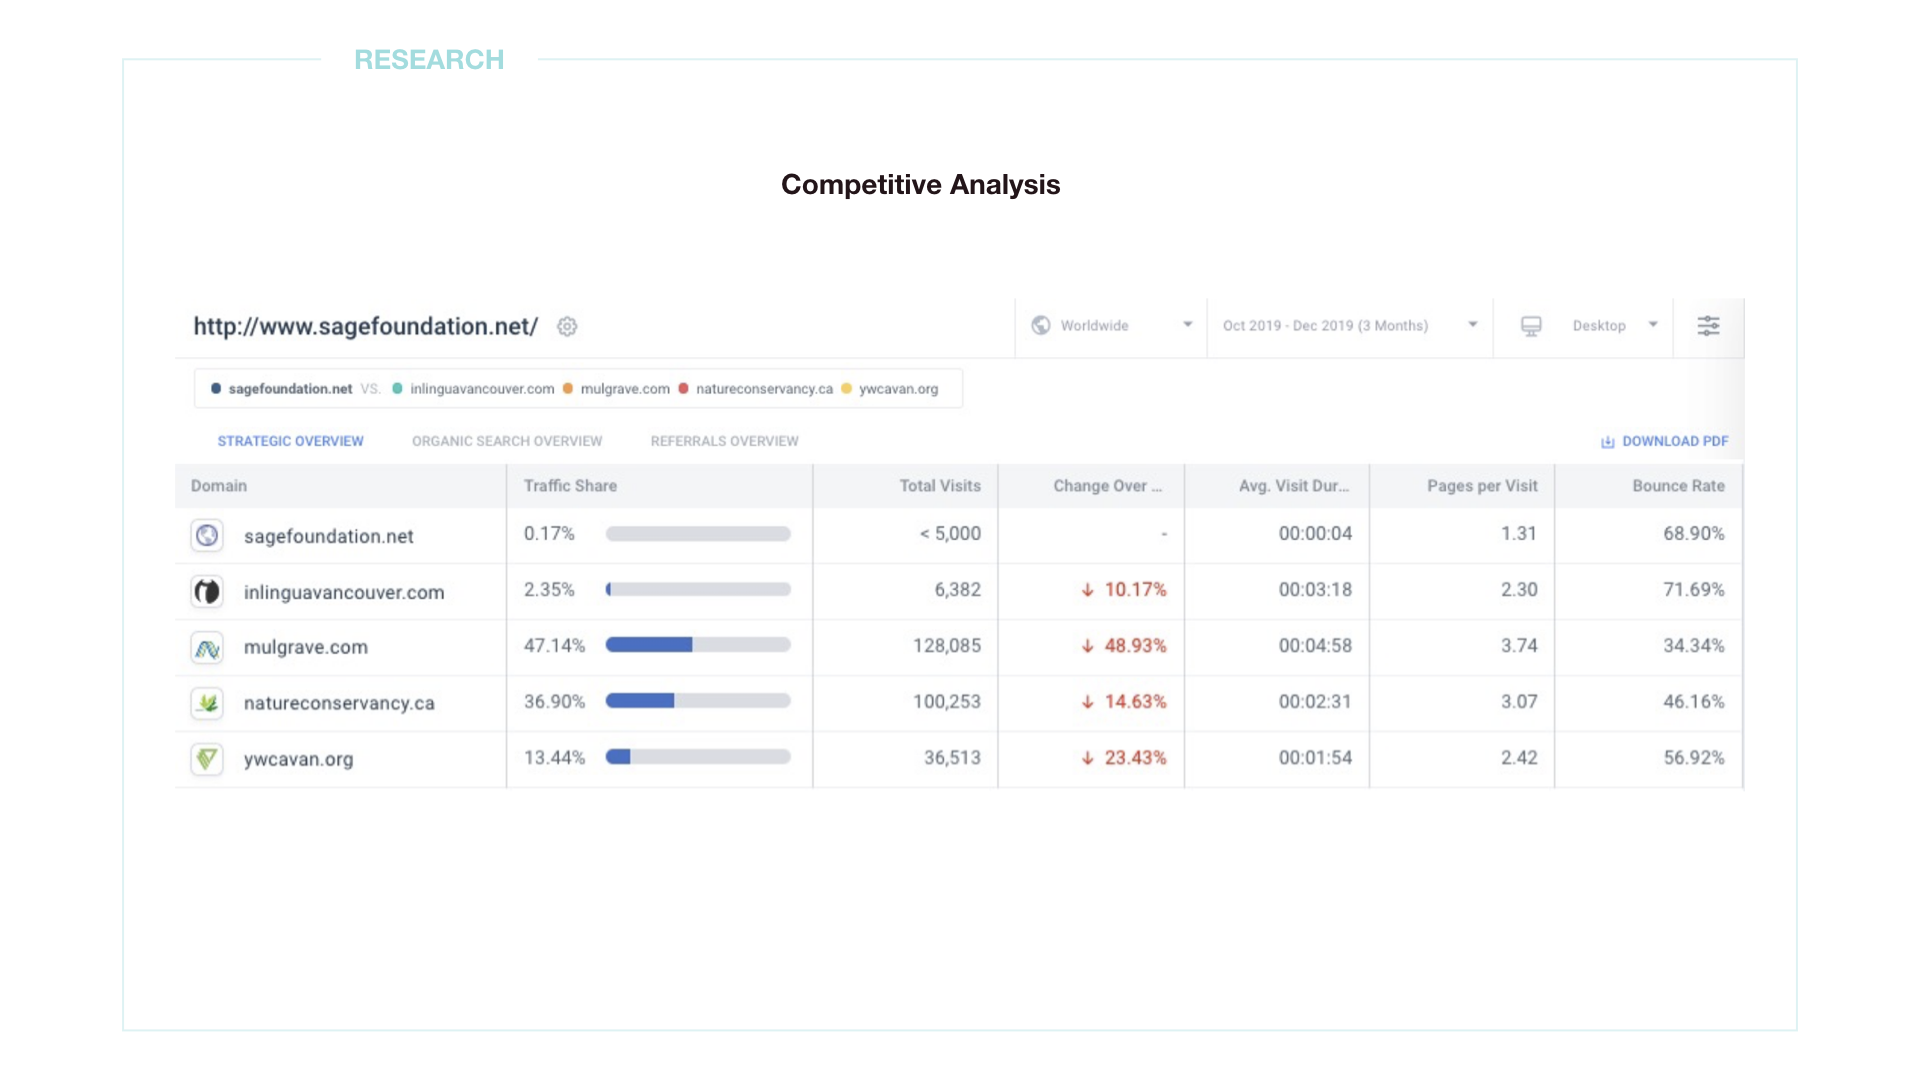 RESEARCH
Competitive Analysis
http://www.sagefoundation.net/ Worldwide Oct 2019 - Dec 2019 (3 Months) Desktop
sagefoundation.net VS. inlinguavancouver.com mulgrave.com natureconservancy.ca ywcavan.org
STRATEGIC OVERVIEW ORGANIC SEARCH OVERVIEW REFERRALS OVERVIEW DOWNLOAD PDF
Domain Traffic Share Total Visits Change Over ... Avg. Visit Dur... Pages per Visit Bounce Rate
sagefoundation.net 0.17% < 5,000 - 00:00:04 1.31 68.90%
inlinguavancouver.com 2.35% 6,382 ↓ 10.17% 00:03:18 2.30 71.69%
mulgrave.com 47.14% 128,085 ↓ 48.93% 00:04:58 3.74 34.34%
natureconservancy.ca 36.90% 100,253 ↓ 14.63% 00:02:31 3.07 46.16%
ywcavan.org 13.44% 36,513 ↓ 23.43% 00:01:54 2.42 56.92%